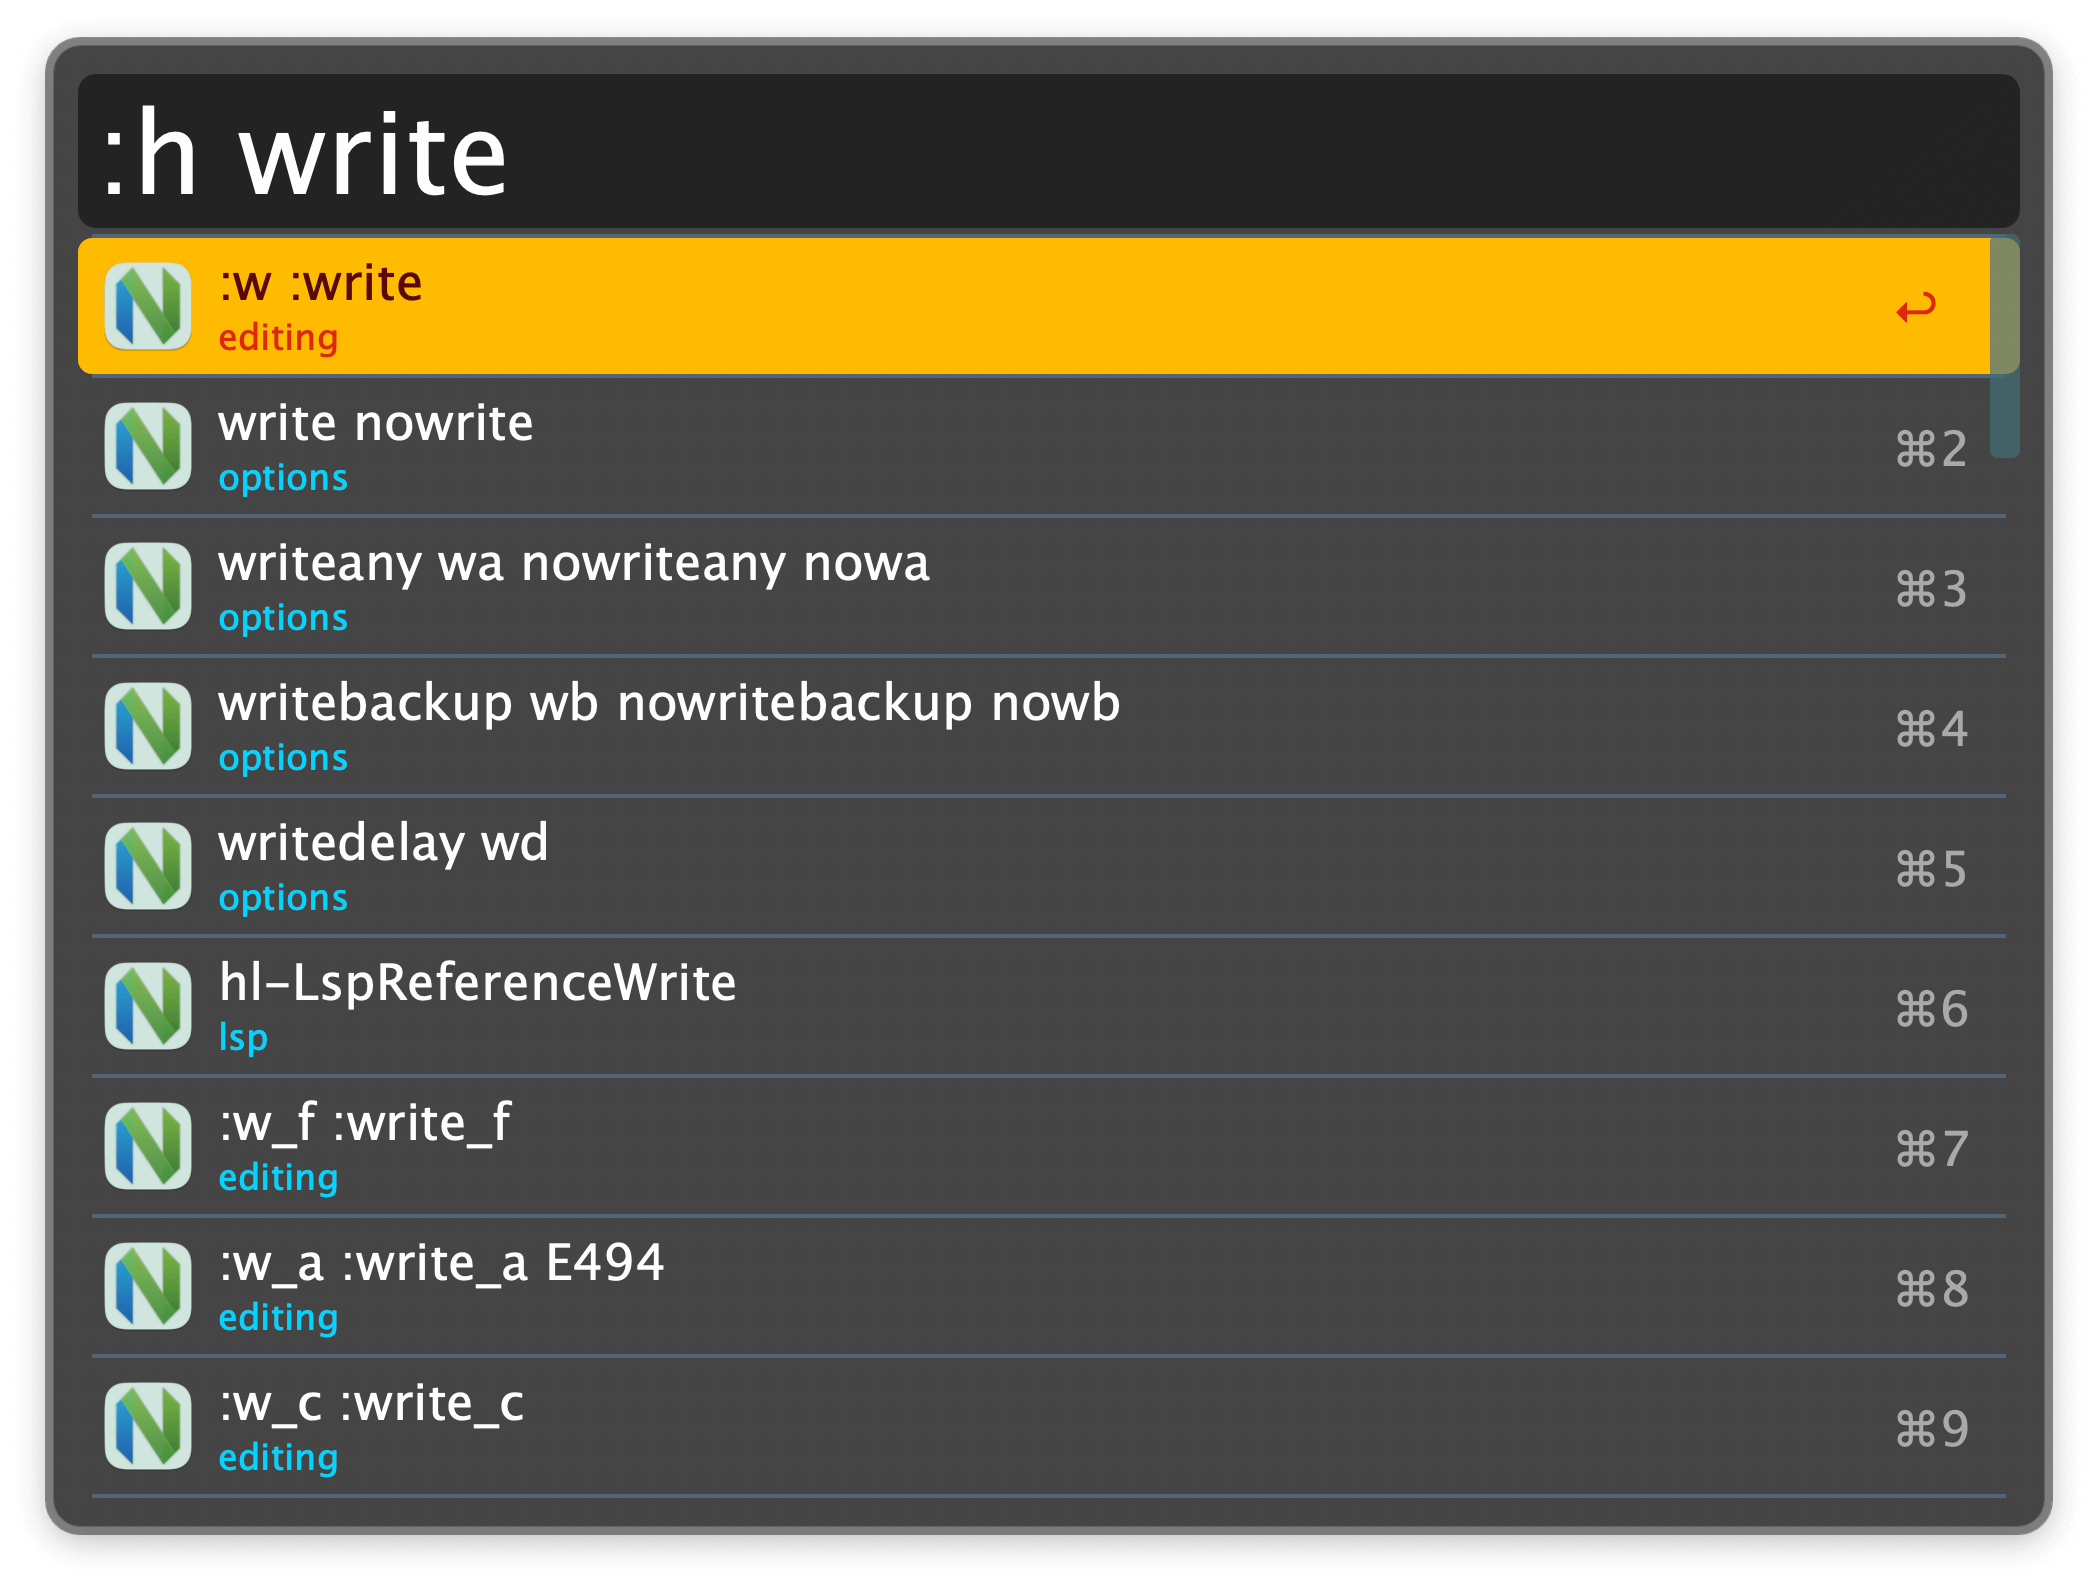 :h write
:w :write
editing
↩
write nowrite
options
⌘2
writeany wa nowriteany nowa
options
⌘3
writebackup wb nowritebackup nowb
options
⌘4
writedelay wd
options
⌘5
hl-LspReferenceWrite
lsp
⌘6
:w_f :write_f
editing
⌘7
:w_a :write_a E494
editing
⌘8
:w_c :write_c
editing
⌘9